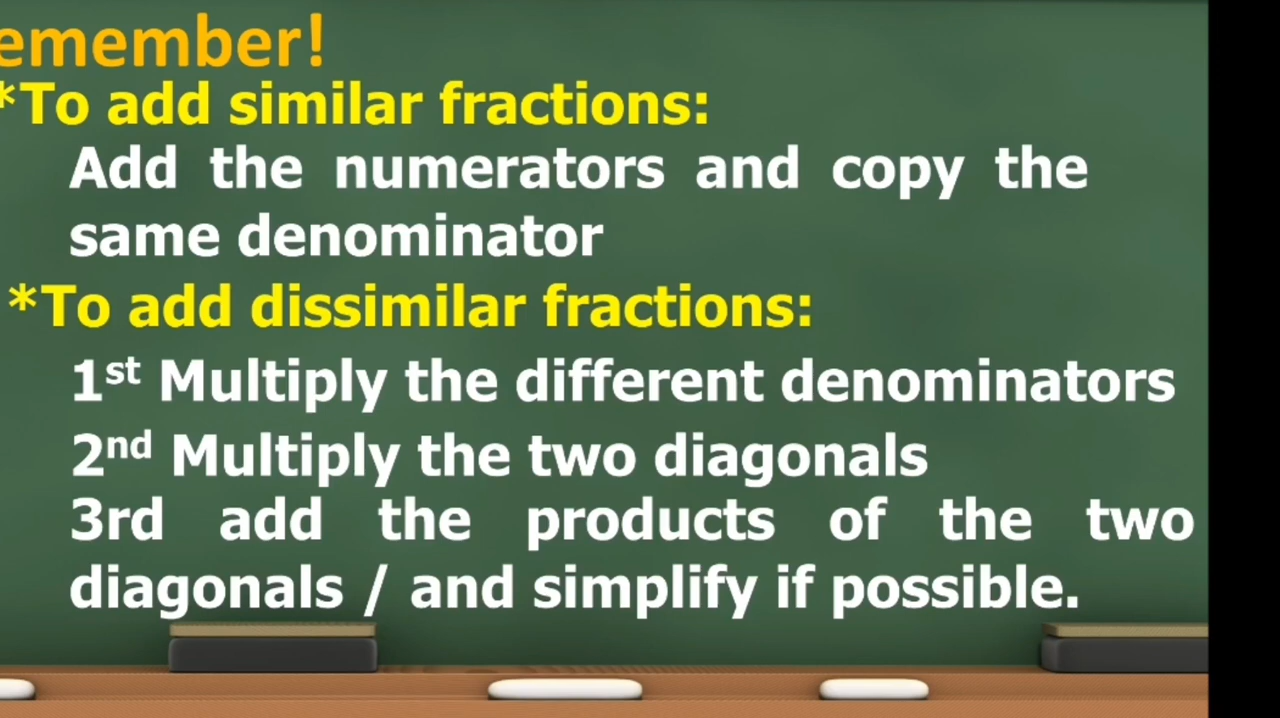 emember!
*To add similar fractions:
Add the numerators and copy the
same denominator
*To add dissimilar fractions:
1st Multiply the different denominators
2nd Multiply the two diagonals
3rd add the products of the two
diagonals / and simplify if possible.